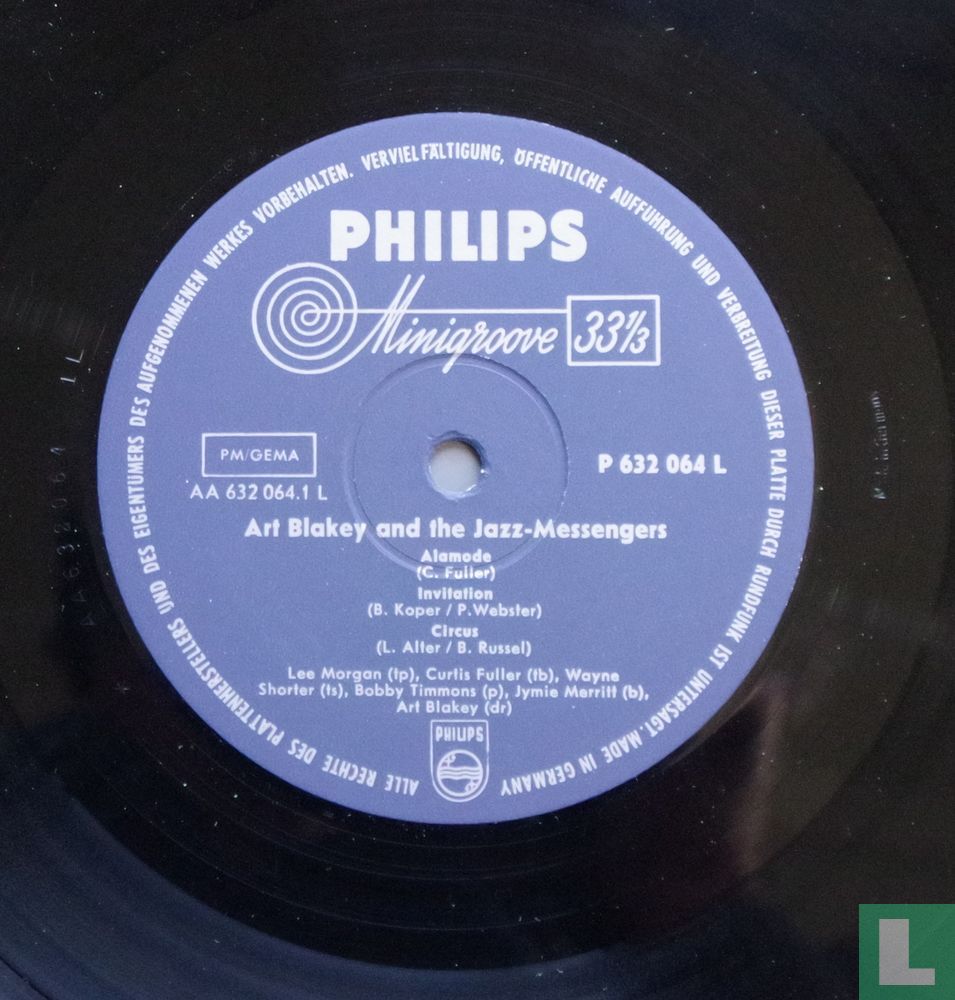 ALLE RECHTE DES PLATTENHERSTELLERS UND DES EIGENTÜMERS DES AUFGENOMMENEN WERKES VORBEHALTEN. VERVIELFÄLTIGUNG, ÖFFENTLICHE AUFFÜHRUNG UND VERBREITUNG DIESER PLATTE DURCH RUNDFUNK IST UNTERSAGT. MADE IN GERMANY
PHILIPS
Minigroove 33⅓
PM/GEMA
P 632 064 L
AA 632 064.1 L
Art Blakey and the Jazz-Messengers
Alamode
(C. Fuller)
Invitation
(B. Koper / P. Webster)
Circus
(L. Alter / B. Russel)
Lee Morgan (tp), Curtis Fuller (tb), Wayne
Shorter (ts), Bobby Timmons (p), Jymie Merritt (b),
Art Blakey (dr)
PHILIPS
L